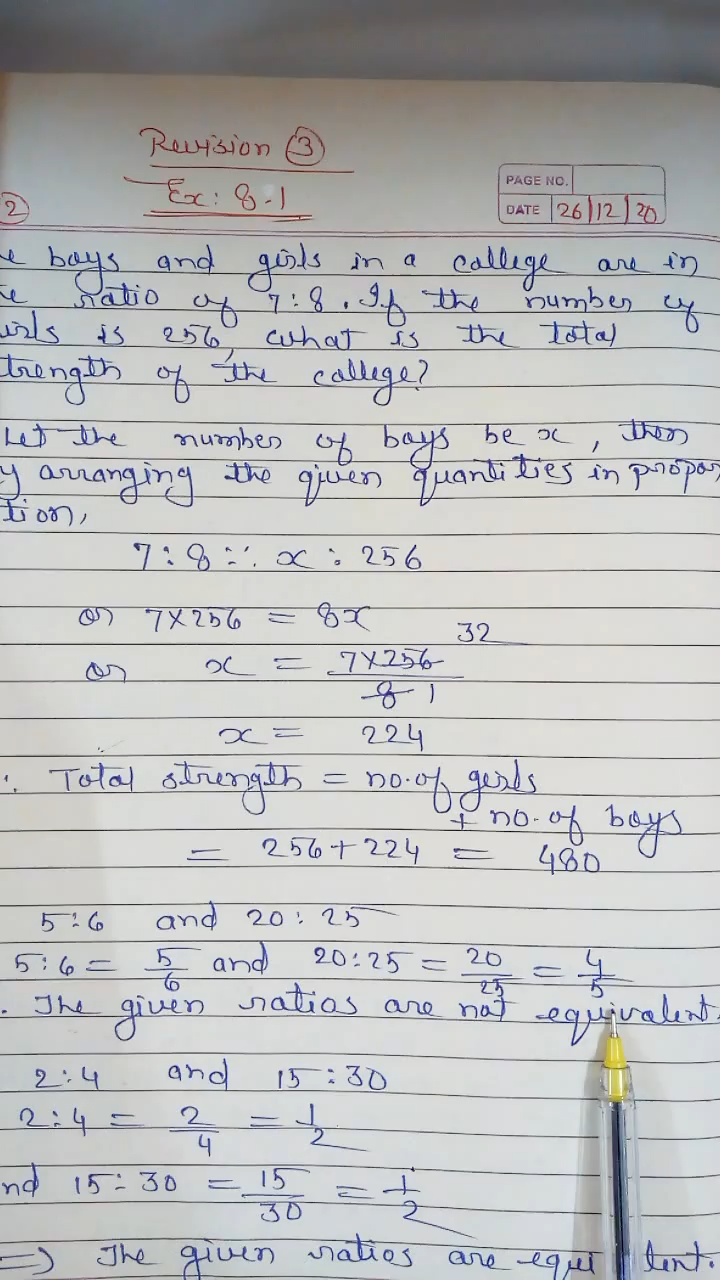 Revision ③
Ex: 8.1
PAGE NO.
DATE 26/12/20
②
e boys and girls in a callege are in
e ratio of 7:8. If the number of
irls is 256, what is the total
trength of the callege?
Let the number of boys be x, then
y arranging the given quantities in propor
tion,
7:8 :: x : 256
or 7×256 = 8x
32
or x = 7×256
8 1
x = 224
∴ Total strength = no. of girls
+ no. of boys
= 256 + 224 = 480
5:6 and 20:25
5:6 = 5/6 and 20:25 = 20/25 = 4/5
. The given ratios are not equivalent.
2:4 and 15:30
2:4 = 2/4 = 1/2
nd 15:30 = 15/30 = 1/2
=) The given ratios are equi lent.